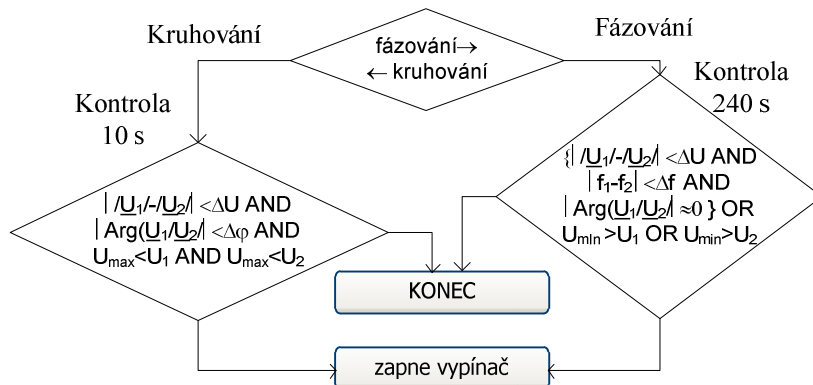 Kruhování
fázování→
← kruhování
Fázování
Kontrola
10 s
Kontrola
240 s
| /U₁/-/U₂/| <ΔU AND
| Arg(U₁/U₂/| <Δφ AND
Umax<U₁ AND Umax<U₂
{| /U₁/-/U₂/| <ΔU AND
| f₁-f₂| <Δf AND
| Arg(U₁/U₂/| ≈0 } OR
UmIn >U₁ OR Umin>U₂
KONEC
zapne vypínač